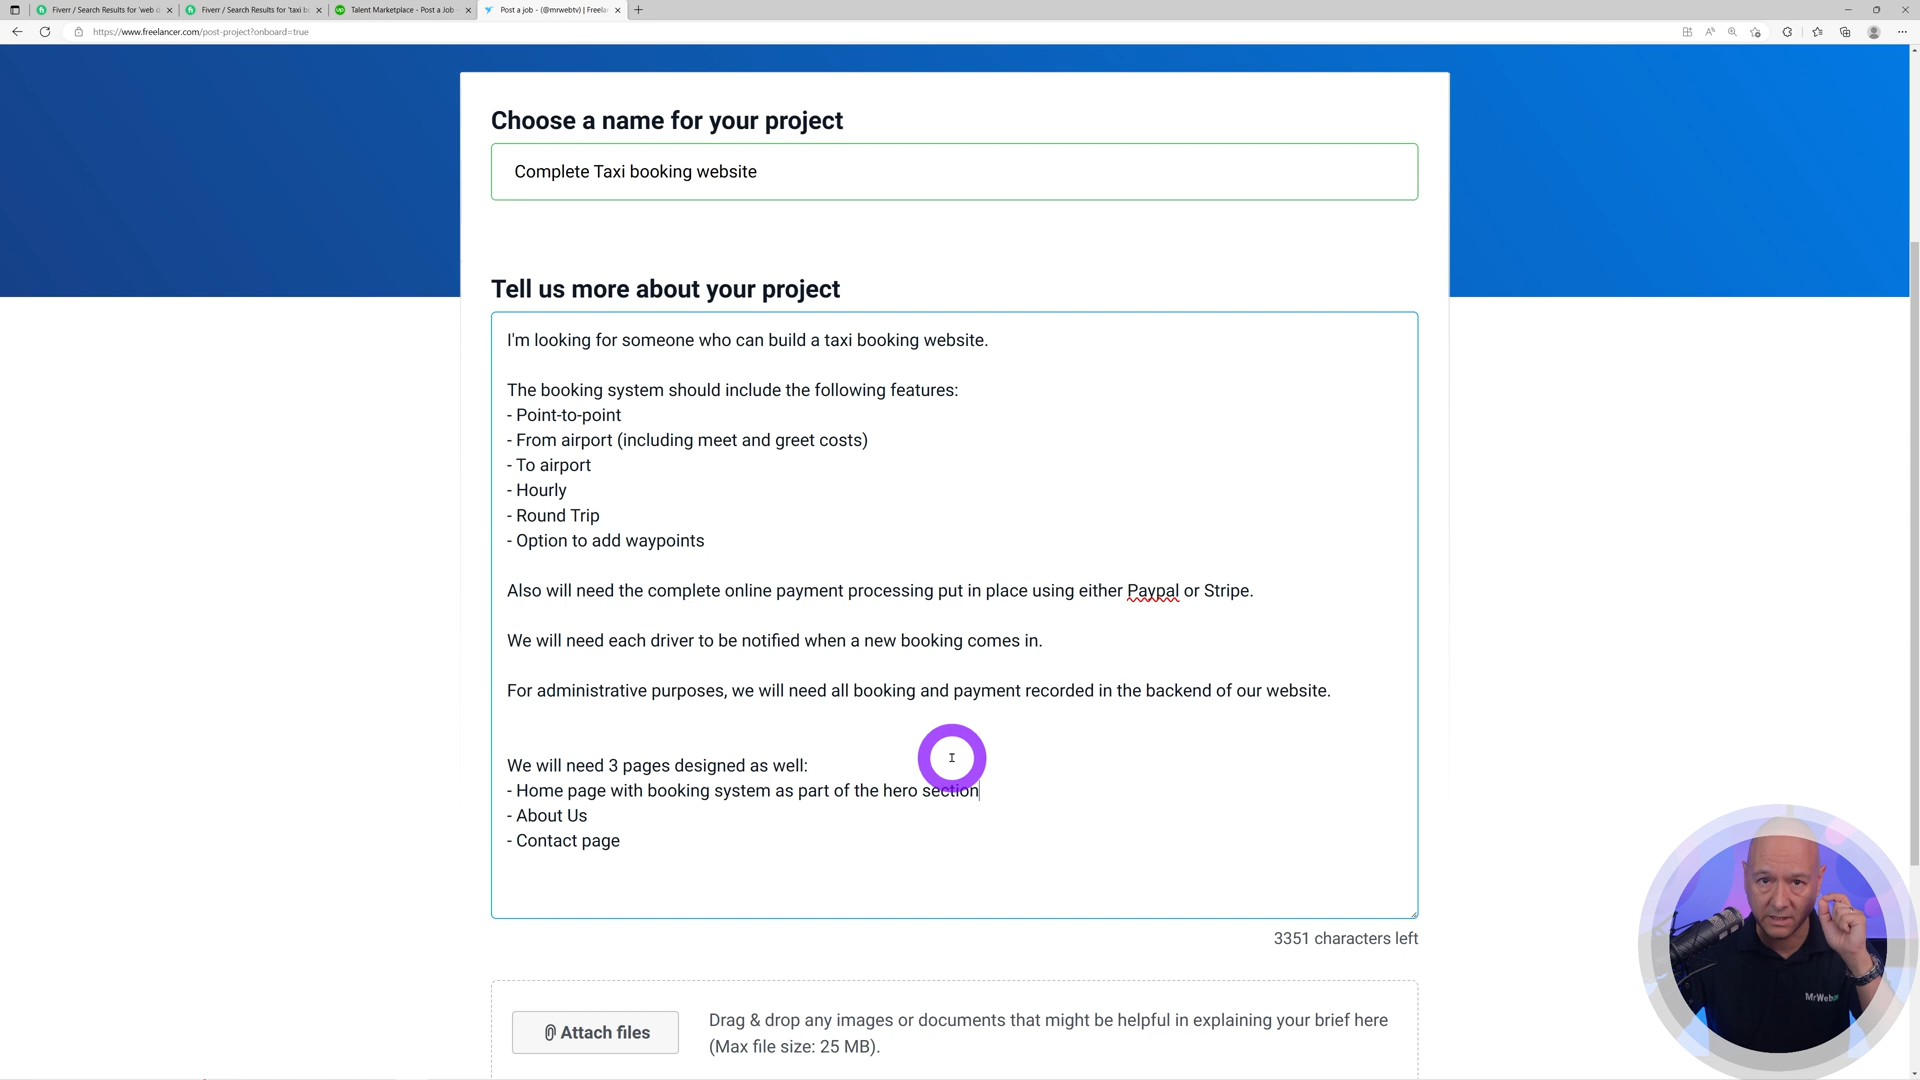 Fiverr / Search Results for 'web d
Fiverr / Search Results for 'taxi b
up
Talent Marketplace - Post a Job -
Post a job - (@mrwebtv) | Freelan
https://www.freelancer.com/post-project?onboard=true
Choose a name for your project
Complete Taxi booking website
Tell us more about your project
I'm looking for someone who can build a taxi booking website.
The booking system should include the following features:
- Point-to-point
- From airport (including meet and greet costs)
- To airport
- Hourly
- Round Trip
- Option to add waypoints
Also will need the complete online payment processing put in place using either Paypal or Stripe.
We will need each driver to be notified when a new booking comes in.
For administrative purposes, we will need all booking and payment recorded in the backend of our website.
We will need 3 pages designed as well:
- Home page with booking system as part of the hero section
- About Us
- Contact page
3351 characters left
Attach files
Drag & drop any images or documents that might be helpful in explaining your brief here
(Max file size: 25 MB).